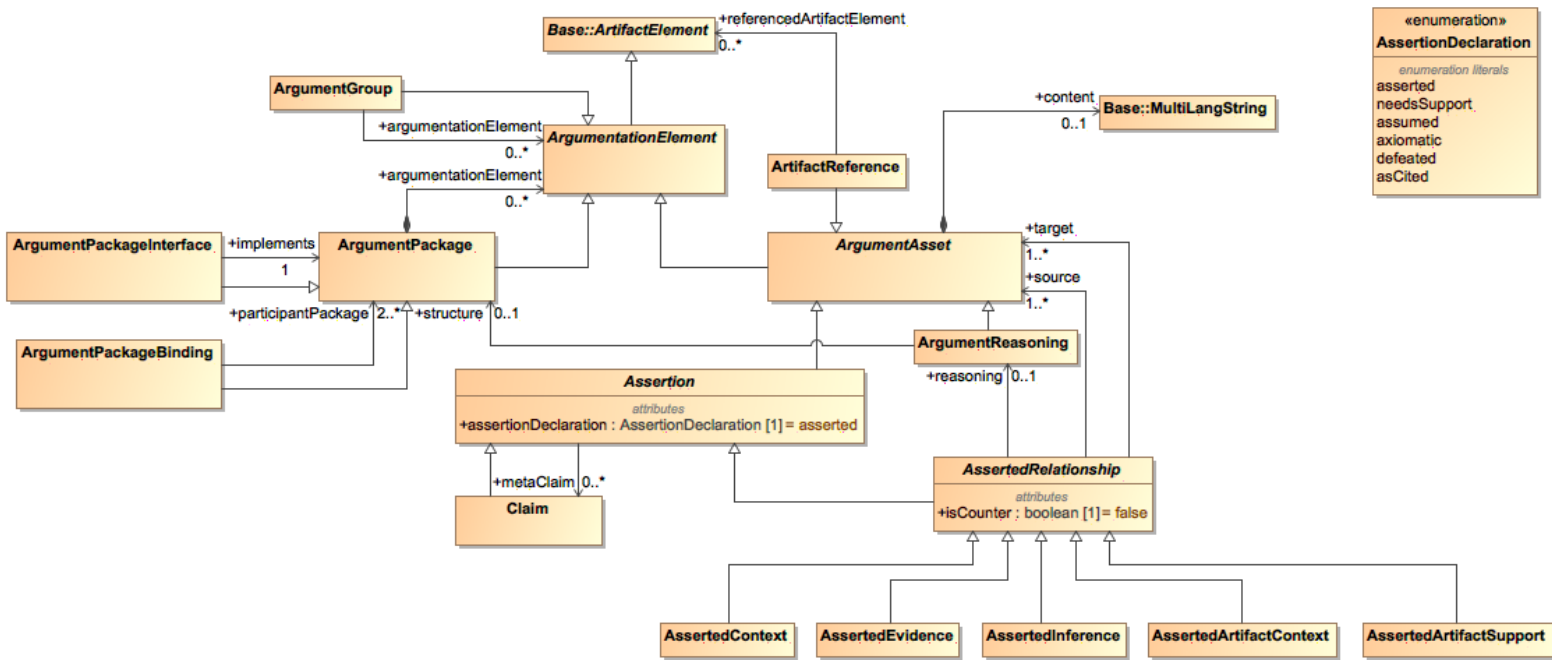 Base::ArtifactElement
+referencedArtifactElement
0..*
«enumeration»
AssertionDeclaration
enumeration literals
asserted
needsSupport
assumed
axiomatic
defeated
asCited
ArgumentGroup
+argumentationElement
0..*
ArgumentationElement
+content
0..1
Base::MultiLangString
ArtifactReference
+argumentationElement
0..*
ArgumentPackageInterface
+implements
1
ArgumentPackage
ArgumentAsset
+target
1..*
+source
1..*
+participantPackage
2..*
+structure
0..1
ArgumentPackageBinding
ArgumentReasoning
+reasoning
0..1
Assertion
attributes
+assertionDeclaration : AssertionDeclaration [1] = asserted
+metaClaim
0..*
Claim
AssertedRelationship
attributes
+isCounter : boolean [1] = false
AssertedContext
AssertedEvidence
AssertedInference
AssertedArtifactContext
AssertedArtifactSupport